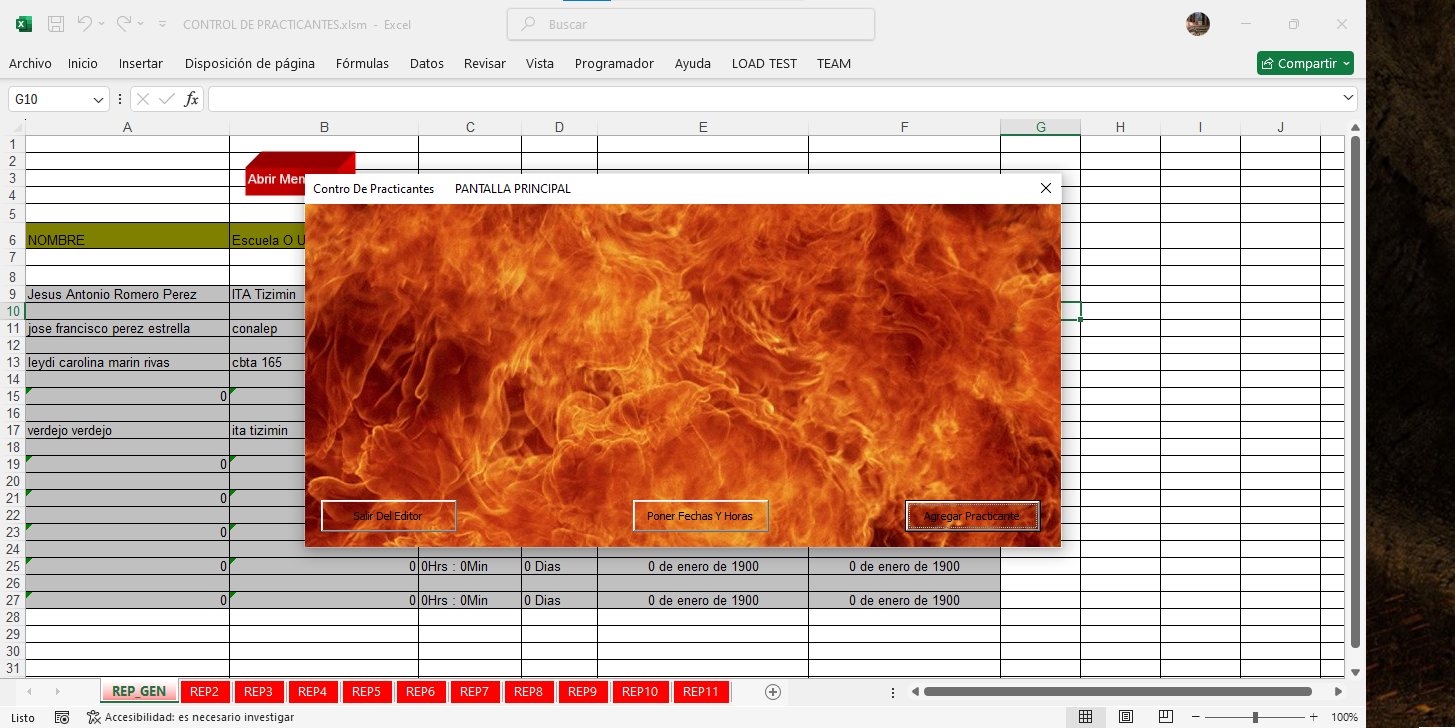 CONTROL DE PRACTICANTES.xlsm - Excel
Buscar
Archivo Inicio Insertar Disposición de página Fórmulas Datos Revisar Vista Programador Ayuda LOAD TEST TEAM Compartir
G10 fx
A B C D E F G H I J
1
2
3 Abrir Men
4
5
6 NOMBRE Escuela O U
7
8
9 Jesus Antonio Romero Perez ITA Tizimin
10
11 jose francisco perez estrella conalep
12
13 leydi carolina marin rivas cbta 165
14
15 0
16
17 verdejo verdejo ita tizimin
18
19 0
20
21 0
22
23 0
24
25 0 0 0Hrs : 0Min 0 Dias 0 de enero de 1900 0 de enero de 1900
26
27 0 0 0Hrs : 0Min 0 Dias 0 de enero de 1900 0 de enero de 1900
28
29
30
31
Contro De Practicantes PANTALLA PRINCIPAL
Salir Del Editor Poner Fechas Y Horas Agregar Practicante
REP_GEN REP2 REP3 REP4 REP5 REP6 REP7 REP8 REP9 REP10 REP11
Listo Accesibilidad: es necesario investigar 100%